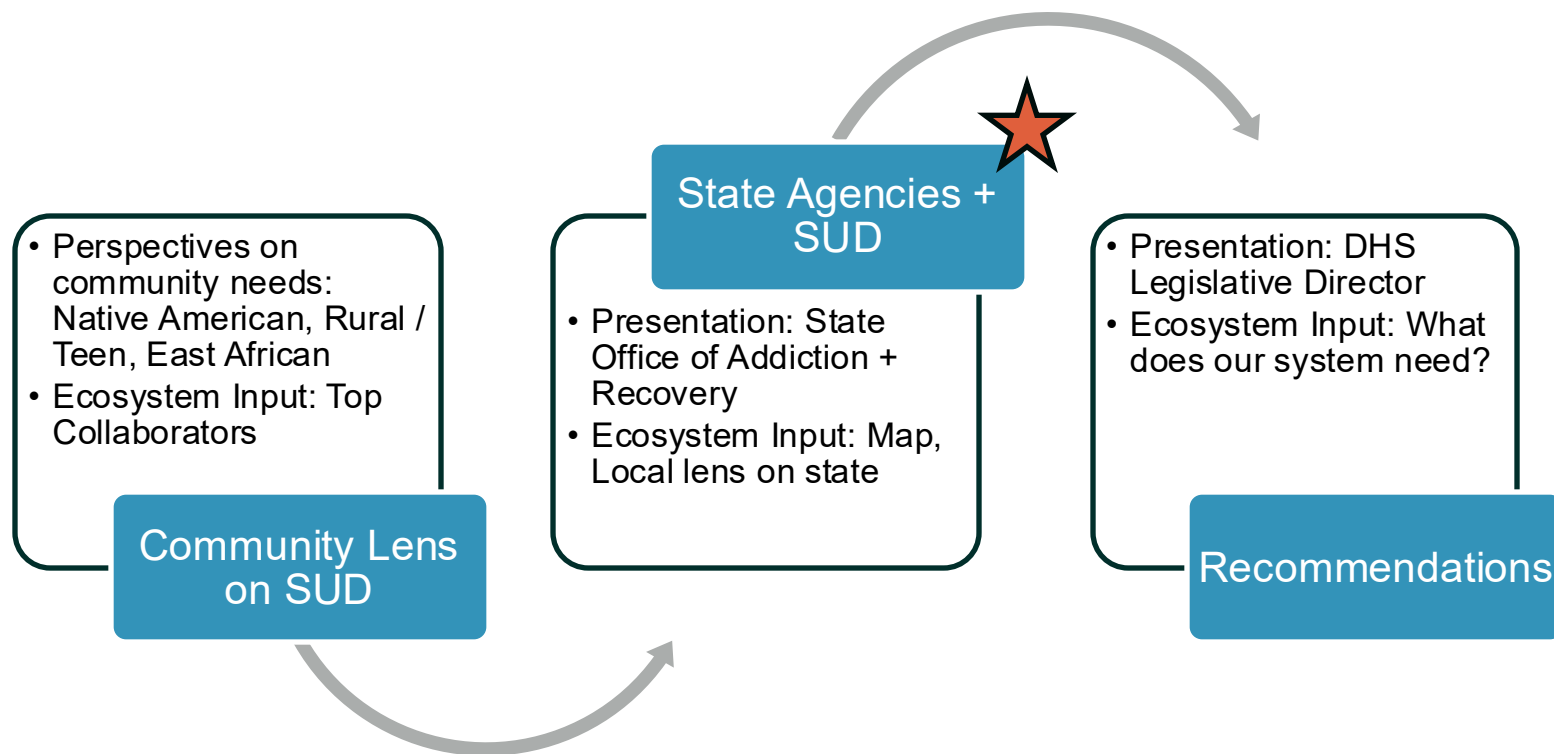 • Perspectives on
community needs:
Native American, Rural /
Teen, East African
• Ecosystem Input: Top
Collaborators
Community Lens
on SUD
State Agencies +
SUD
• Presentation: State
Office of Addiction +
Recovery
• Ecosystem Input: Map,
Local lens on state
• Presentation: DHS
Legislative Director
• Ecosystem Input: What
does our system need?
Recommendations